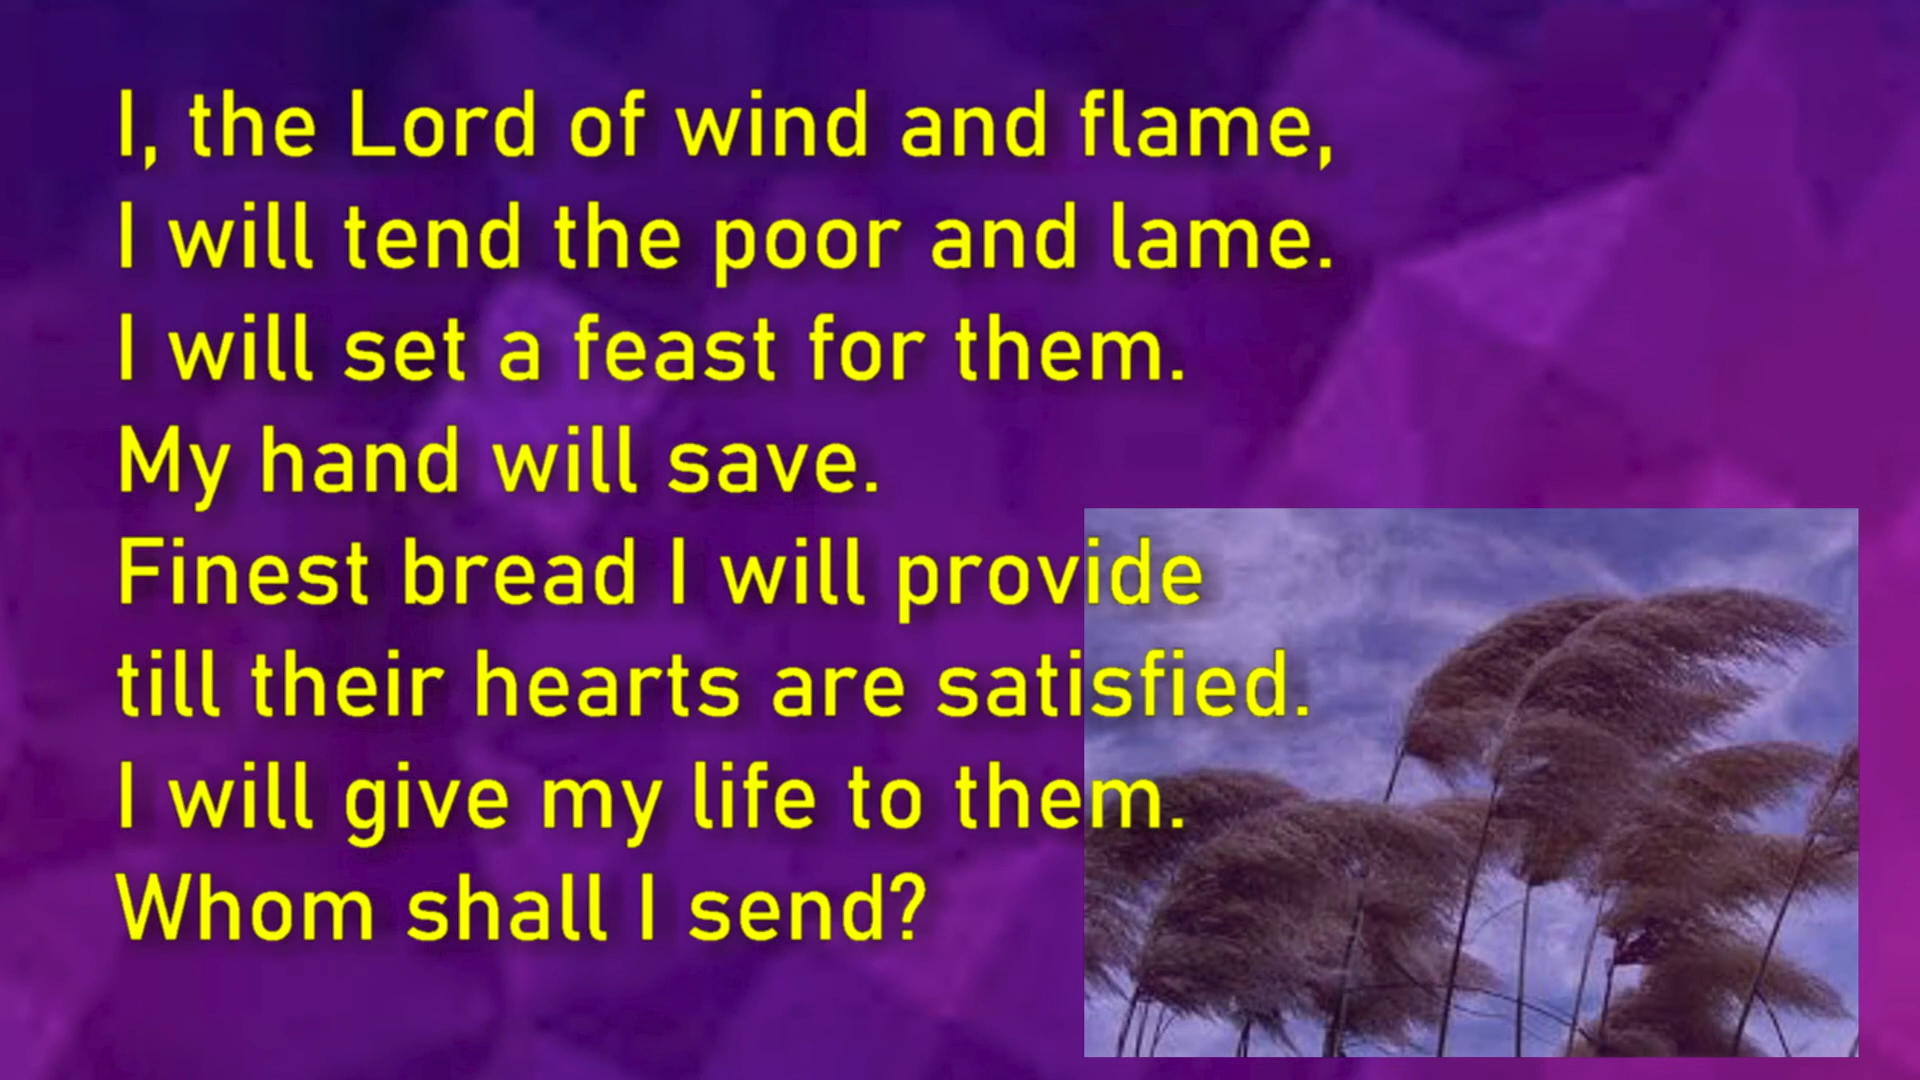 I, the Lord of wind and flame,
I will tend the poor and lame.
I will set a feast for them.
My hand will save.
Finest bread I will provide
till their hearts are satisfied.
I will give my life to them.
Whom shall I send?